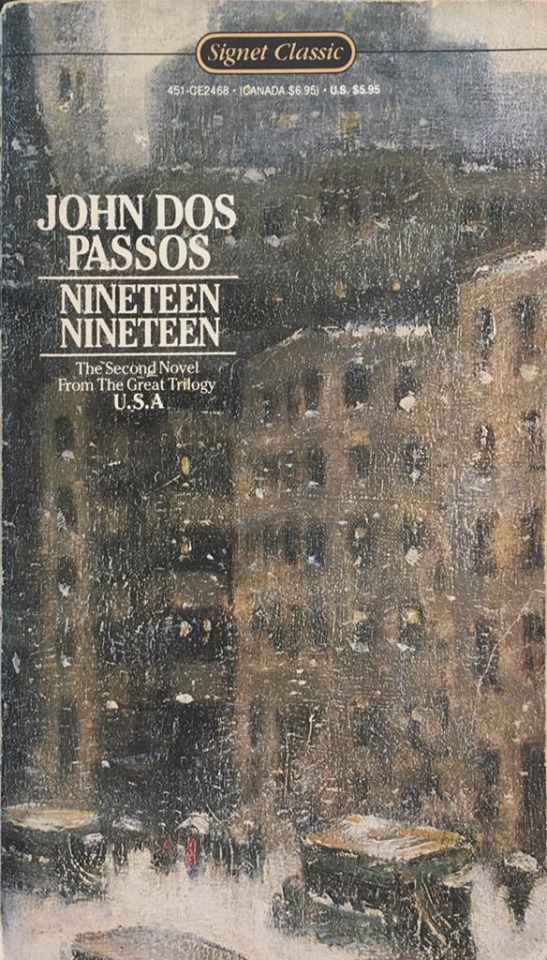 Signet Classic
451-CE2468 • (CANADA $6.95) • U.S. $5.95
JOHN DOS
PASSOS
NINETEEN
NINETEEN
The Second Novel
From The Great Trilogy
U.S.A